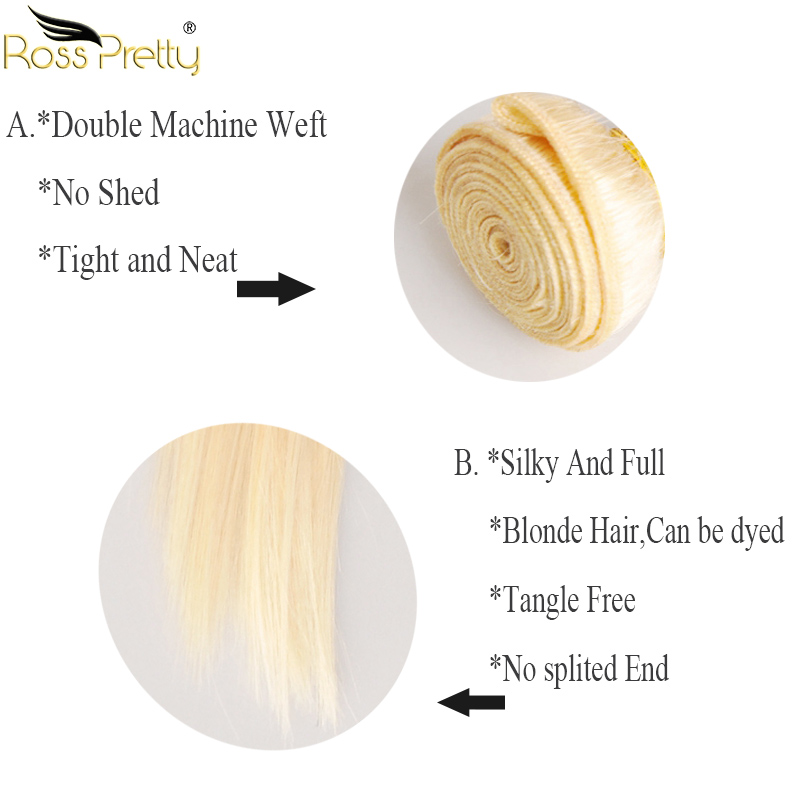 Ross Pretty®
A.*Double Machine Weft
*No Shed
*Tight and Neat
B. *Silky And Full
*Blonde Hair,Can be dyed
*Tangle Free
*No splited End